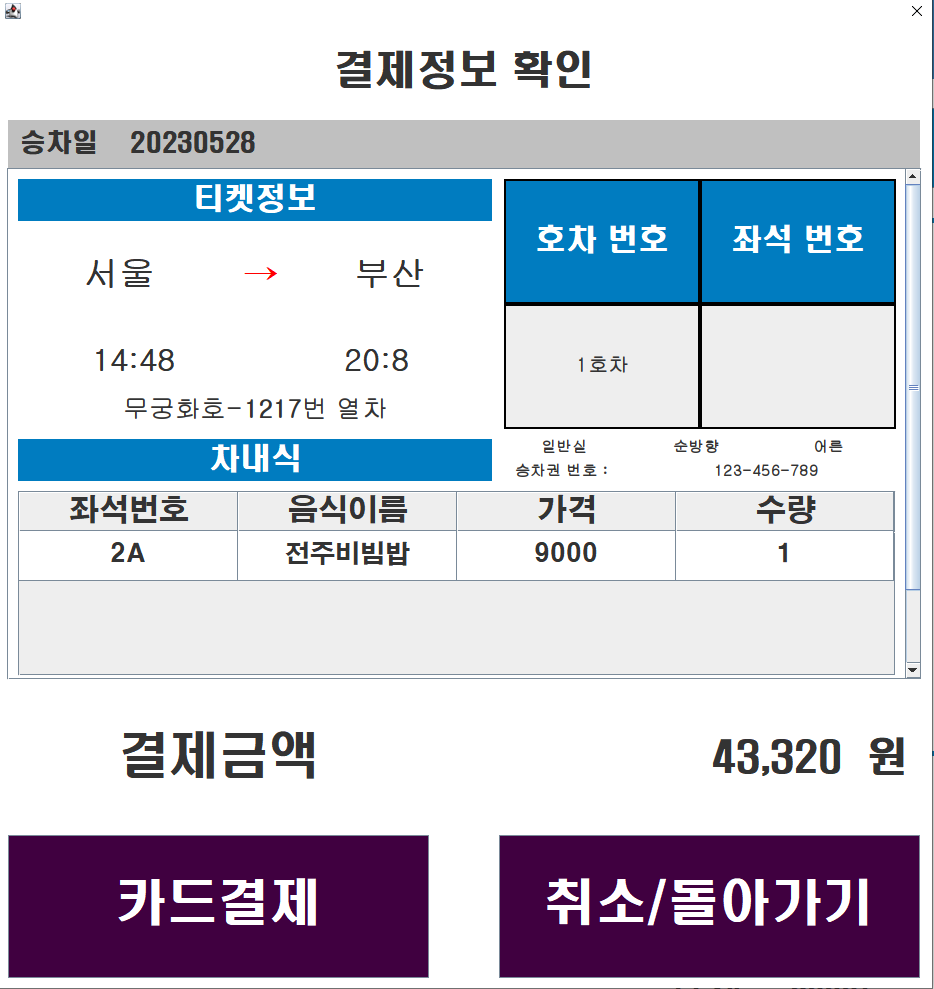 결제정보 확인
승차일 20230528
티켓정보
서울 → 부산
14:48 20:8
무궁화호-1217번 열차
호차 번호 좌석 번호
1호차
일반실 순방향 어른
승차권 번호 : 123-456-789
차내식
좌석번호 음식이름 가격 수량
2A 전주비빔밥 9000 1
결제금액 43,320 원
카드결제 취소/돌아가기